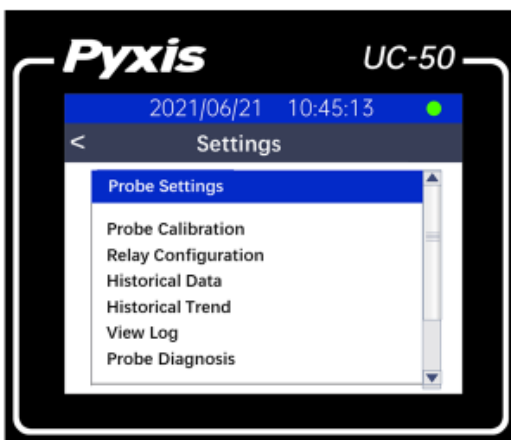 Pyxis UC-50
2021/06/21 10:45:13
< Settings
Probe Settings
Probe Calibration
Relay Configuration
Historical Data
Historical Trend
View Log
Probe Diagnosis